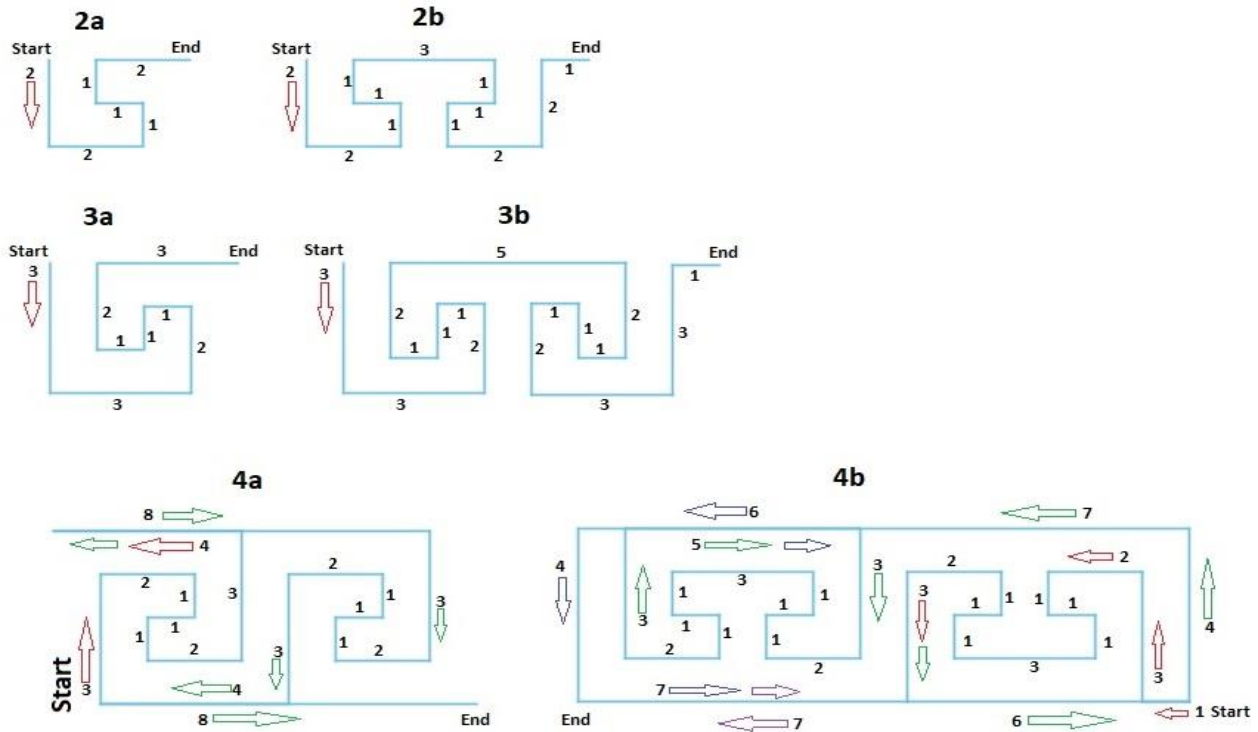 2a 2b
Start End Start 3 End
2 2 2 1
1 1 1
1 1 1
1 1 2
1 1
2 2 2
3a 3b
Start 3 End Start 5 End
3 3 1
2 1 2 1 1 2
1 1 1 3
1 2 1 2 2 1
3 3 3
4a 4b
8 6 7
4 5
2 2 4 3 3 2 2
1 3 1 3 1 1 3 1 1
1 1 1 1 1 1
1 1 3 1 1 1 4
2 3 2 2 2 3 3
Start 3 4 7
8 End End 7 6 1 Start